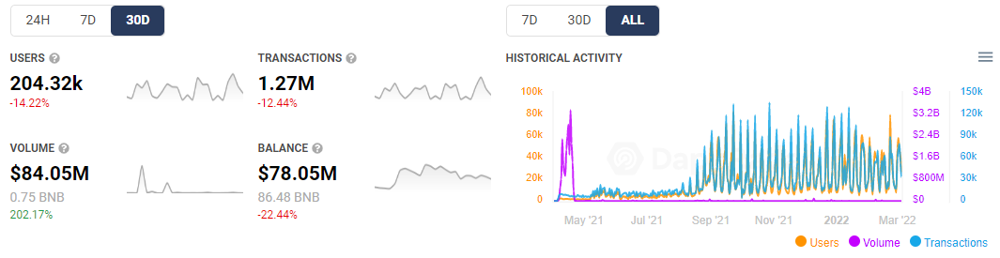 24H 7D 30D
7D 30D ALL
USERS ?
204.32k
-14.22%
TRANSACTIONS ?
1.27M
-12.44%
VOLUME ?
$84.05M
0.75 BNB
202.17%
BALANCE ?
$78.05M
86.48 BNB
-22.44%
HISTORICAL ACTIVITY
100k $4B 150k
80k $3.2B 120k
60k $2.4B 90k
40k $1.6B 60k
20k $800M 30k
0 $0 0
May '21 Jul '21 Sep '21 Nov '21 2022 Mar '22
Users Volume Transactions